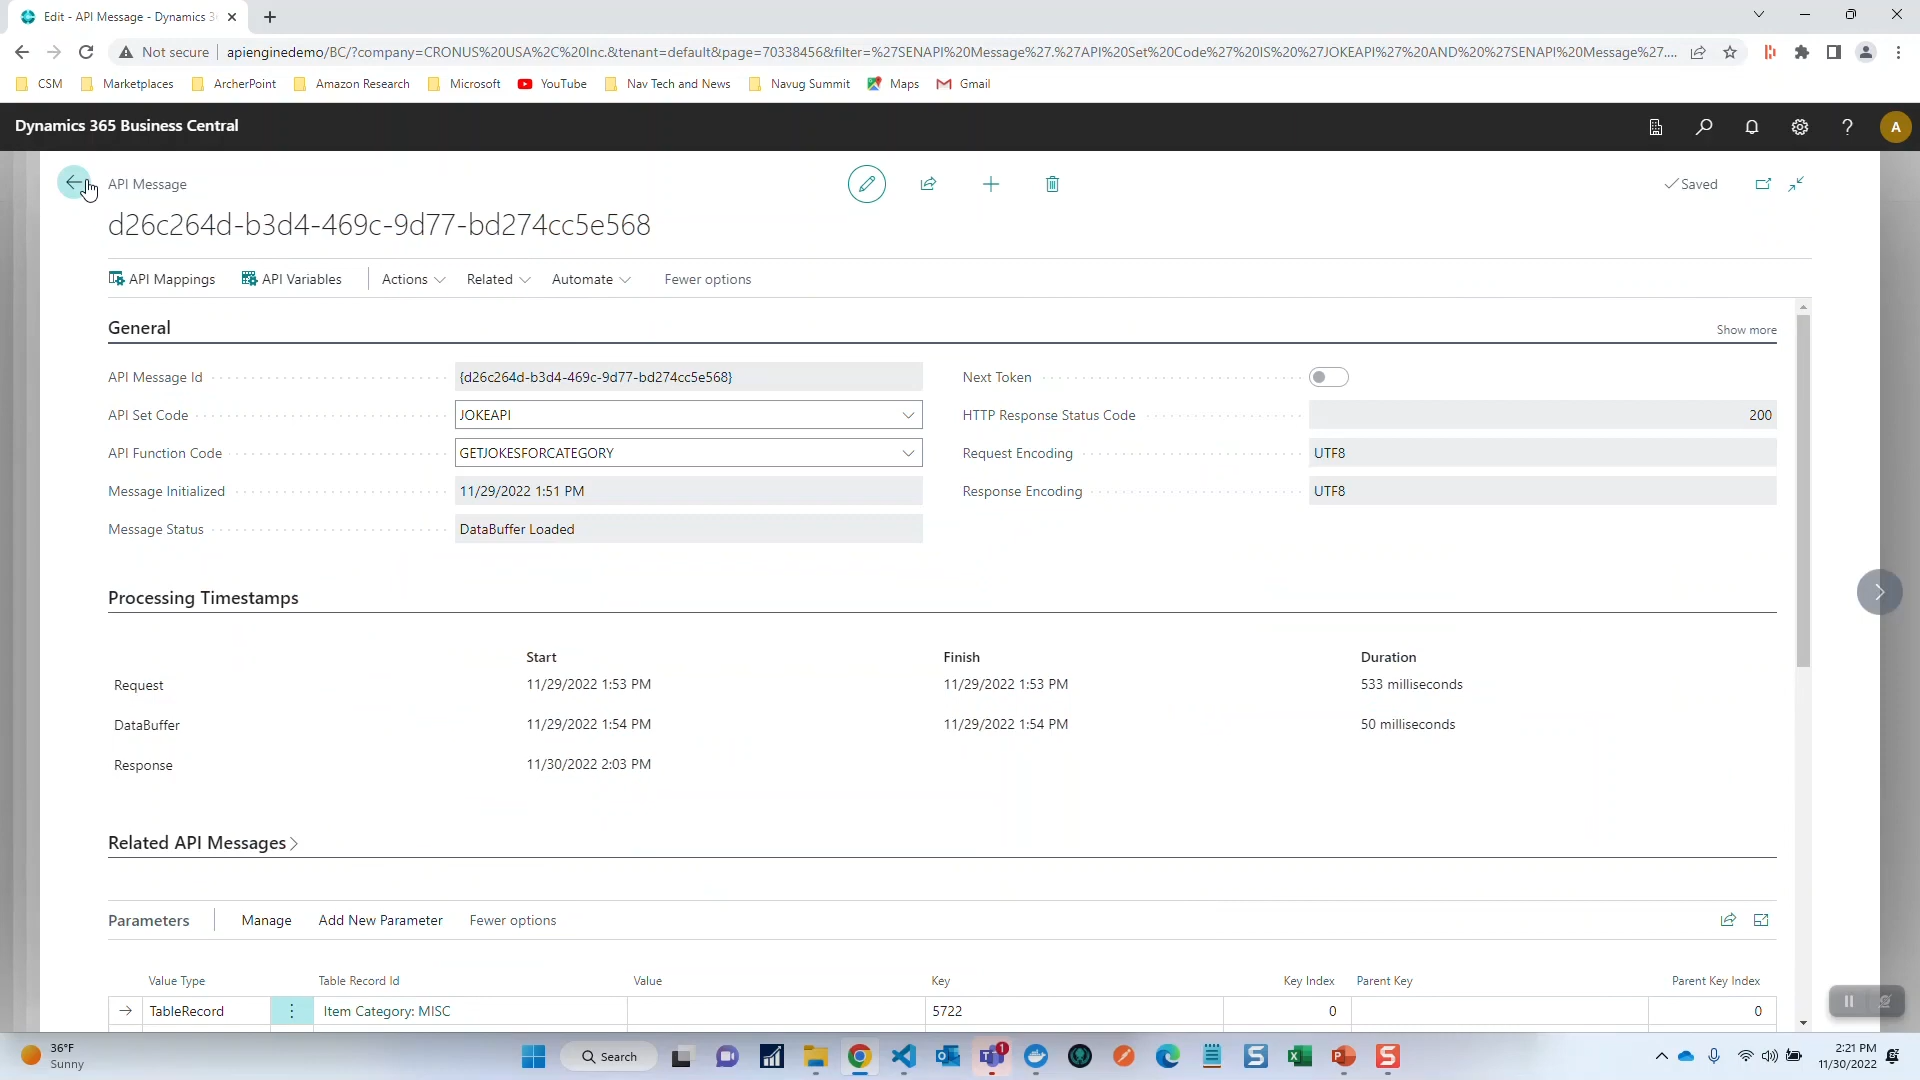 Edit - API Message - Dynamics 3
Not secure
apienginedemo/BC/?company=CRONUS%20USA%2C%20Inc.&tenant=default&page=70338456&filter=%27SENAPI%20Message%27.%27API%20Set%20Code%27%20IS%20%27JOKEAPI%27%20AND%20%27SENAPI%20Message%27....
CSM Marketplaces ArcherPoint Amazon Research Microsoft YouTube Nav Tech and News Navug Summit Maps Gmail
Dynamics 365 Business Central
? A
API Message
Saved
d26c264d-b3d4-469c-9d77-bd274cc5e568
API Mappings API Variables Actions Related Automate Fewer options
General
Show more
API Message Id {d26c264d-b3d4-469c-9d77-bd274cc5e568} Next Token
API Set Code JOKEAPI HTTP Response Status Code 200
API Function Code GETJOKESFORCATEGORY Request Encoding UTF8
Message Initialized 11/29/2022 1:51 PM Response Encoding UTF8
Message Status DataBuffer Loaded
Processing Timestamps
Start Finish Duration
Request 11/29/2022 1:53 PM 11/29/2022 1:53 PM 533 milliseconds
DataBuffer 11/29/2022 1:54 PM 11/29/2022 1:54 PM 50 milliseconds
Response 11/30/2022 2:03 PM
Related API Messages
Parameters Manage Add New Parameter Fewer options
Value Type Table Record Id Value Key Key Index Parent Key Parent Key Index
TableRecord Item Category: MISC 5722 0 0
36°F
Sunny
Search
1
2:21 PM
11/30/2022